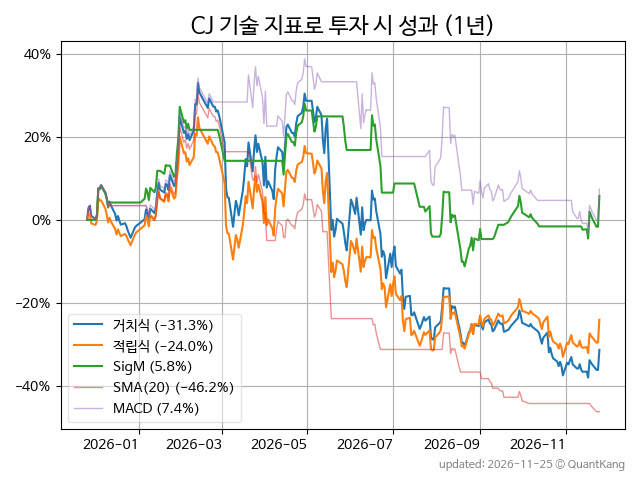 CJ 기술 지표로 투자 시 성과 (1년)
40%
20%
0%
−20%
−40%
거치식 (−31.3%)
적립식 (−24.0%)
SigM (5.8%)
SMA(20) (−46.2%)
MACD (7.4%)
2026-01
2026-03
2026-05
2026-07
2026-09
2026-11
updated: 2026-11-25 ⓒ QuantKang